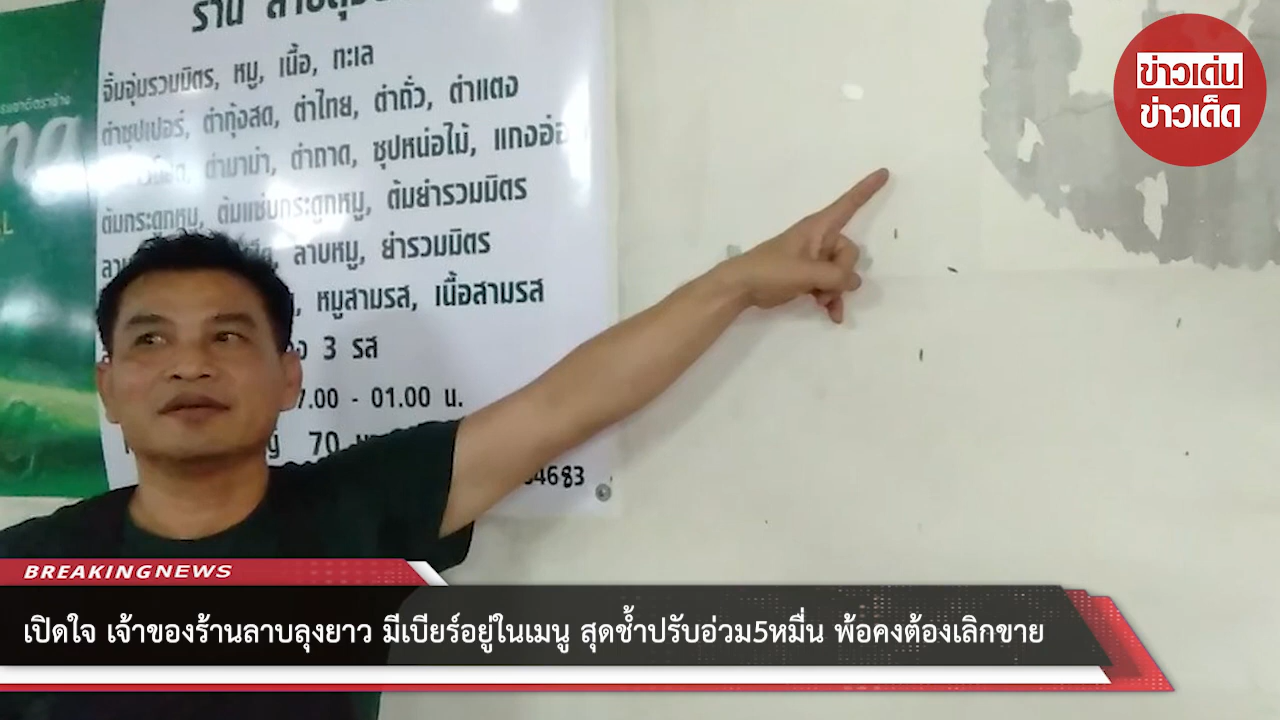 ข่าวเด่น
ข่าวเด็ด
ร้าน
จิ้มจุ่มรวมมิตร, หมู, เนื้อ, ทะเล
ตำซุปเปอร์, ตำกุ้งสด, ตำไทย, ตำถั่ว, ตำแตง
ตำมาม่า, ตำถาด, ซุปหน่อไม้,
ต้มกระดูกหมู, ต้มแซ่บกระดูกหมู, ต้มยำรวมมิตร
ลาบหมู, ยำรวมมิตร
หมูสามรส, เนื้อสามรส
3 รส
7.00 - 01.00 น.
70
4683
BREAKINGNEWS
เปิดใจ เจ้าของร้านลาบลุงยาว มีเบียร์อยู่ในเมนู สุดช้ำปรับอ่วม5หมื่น พ้อคงต้องเลิกขาย